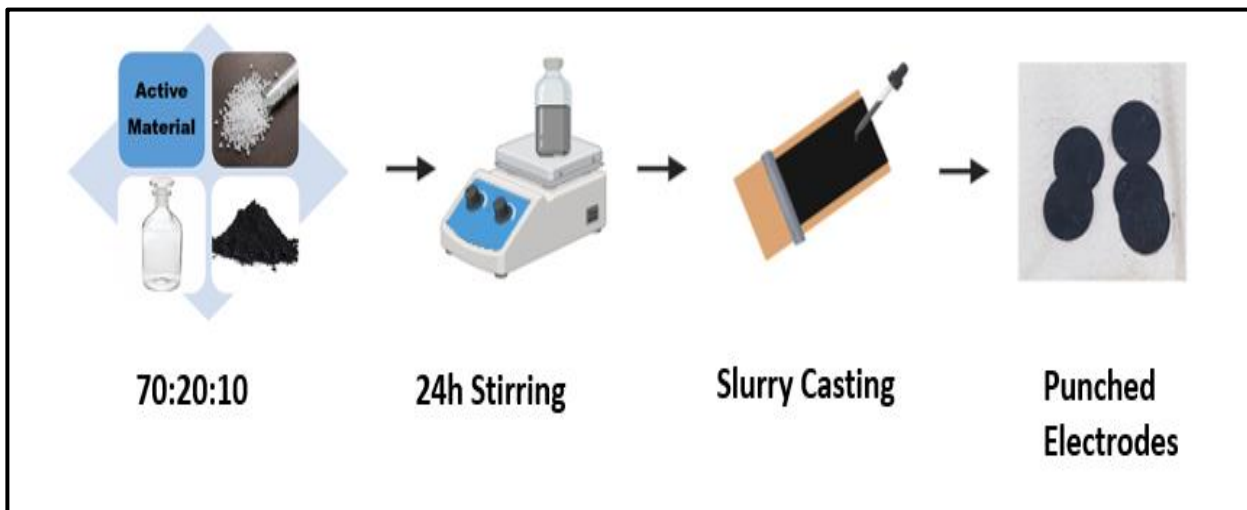 Active
Material
70:20:10
24h Stirring
Slurry Casting
Punched
Electrodes